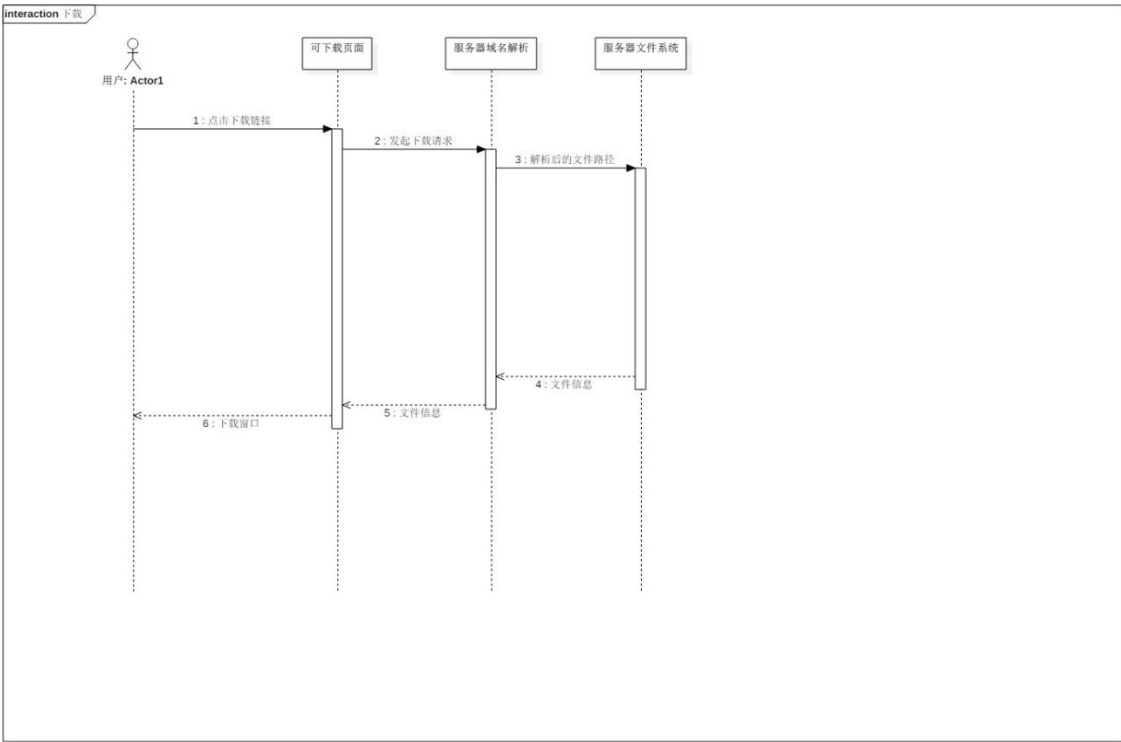 interaction 下载
可下载页面
服务器域名解析
服务器文件系统
用户: Actor1
1 : 点击下载链接
2 : 发起下载请求
3 : 解析后的文件路径
4 : 文件信息
5 : 文件信息
6 : 下载窗口